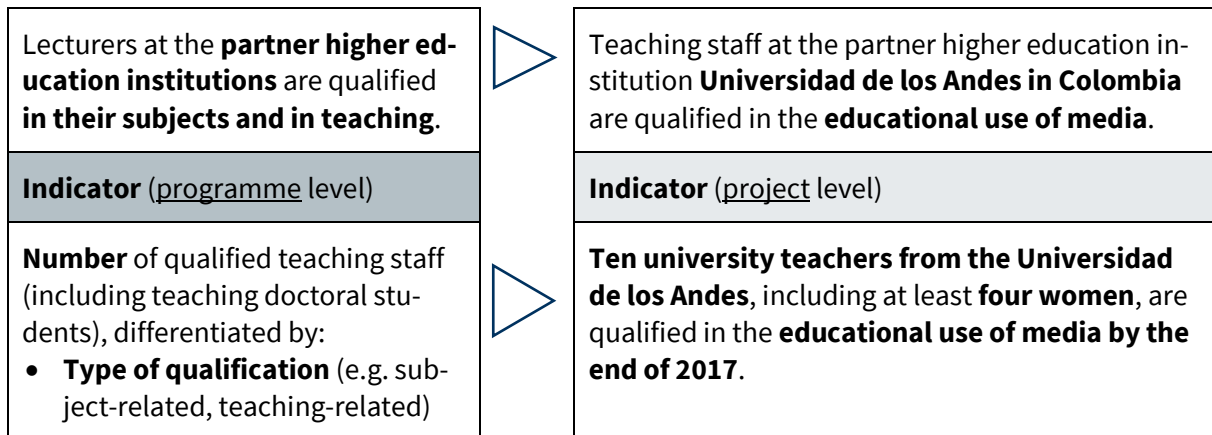 Lecturers at the partner higher ed-
ucation institutions are qualified
in their subjects and in teaching.
Indicator (programme level)
Number of qualified teaching staff
(including teaching doctoral stu-
dents), differentiated by:
• Type of qualification (e.g. sub-
ject-related, teaching-related)
Teaching staff at the partner higher education in-
stitution Universidad de los Andes in Colombia
are qualified in the educational use of media.
Indicator (project level)
Ten university teachers from the Universidad
de los Andes, including at least four women, are
qualified in the educational use of media by the
end of 2017.